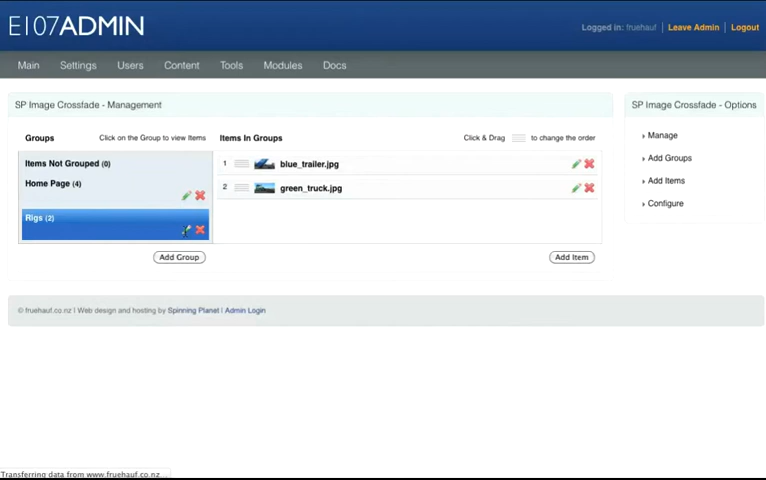 E107ADMIN
Logged in: fruehauf | Leave Admin | Logout
Main Settings Users Content Tools Modules Docs
SP Image Crossfade - Management
Groups Click on the Group to view Items
Items Not Grouped (0)
Home Page (4)
Rigs (2)
Add Group
Items In Groups Click & Drag to change the order
1 blue_trailer.jpg
2 green_truck.jpg
Add Item
SP Image Crossfade - Options
Manage
Add Groups
Add Items
Configure
© fruehauf.co.nz | Web design and hosting by Spinning Planet | Admin Login
Transferring data from www.fruehauf.co.nz